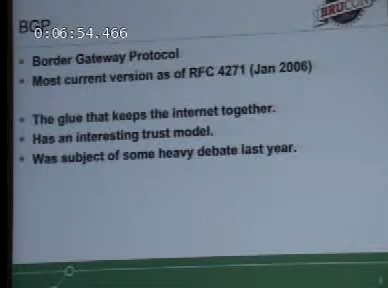 BGP
0:06:54.466
BRUCON
Border Gateway Protocol
Most current version as of RFC 4271 (Jan 2006)
The glue that keeps the internet together.
Has an interesting trust model.
Was subject of some heavy debate last year.